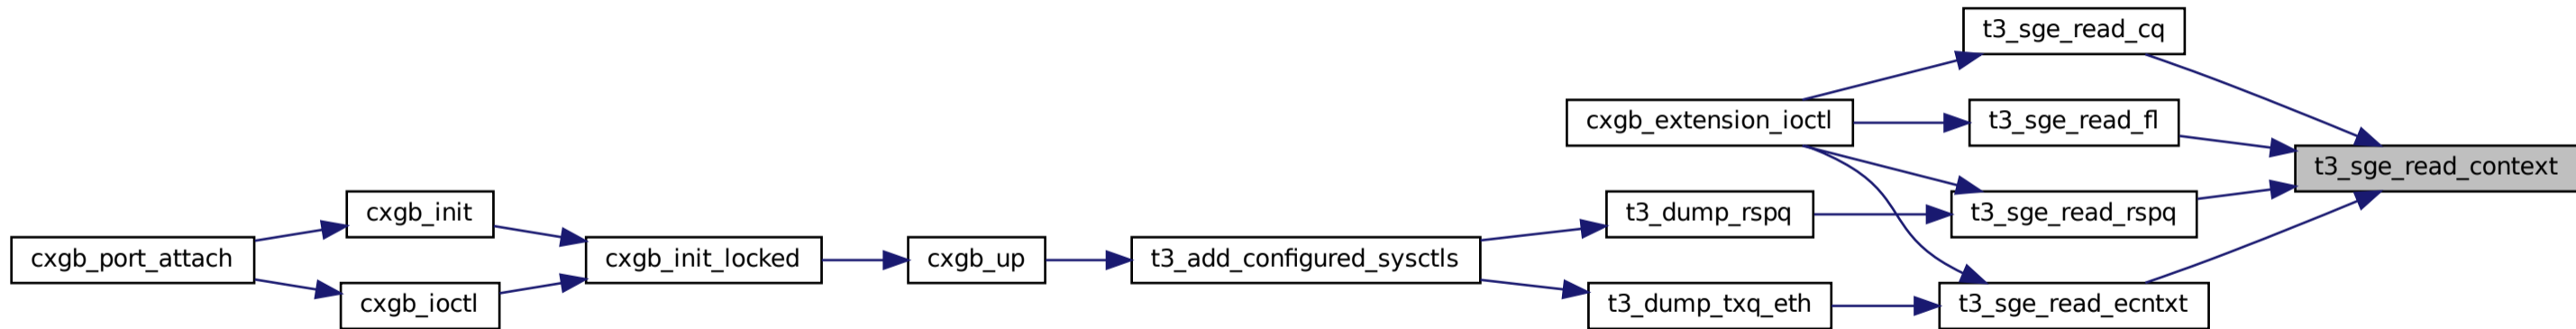 t3_sge_read_cq
cxgb_extension_ioctl
t3_sge_read_fl
t3_sge_read_context
cxgb_init
t3_dump_rspq
t3_sge_read_rspq
cxgb_port_attach
cxgb_init_locked
cxgb_up
t3_add_configured_sysctls
cxgb_ioctl
t3_dump_txq_eth
t3_sge_read_ecntxt